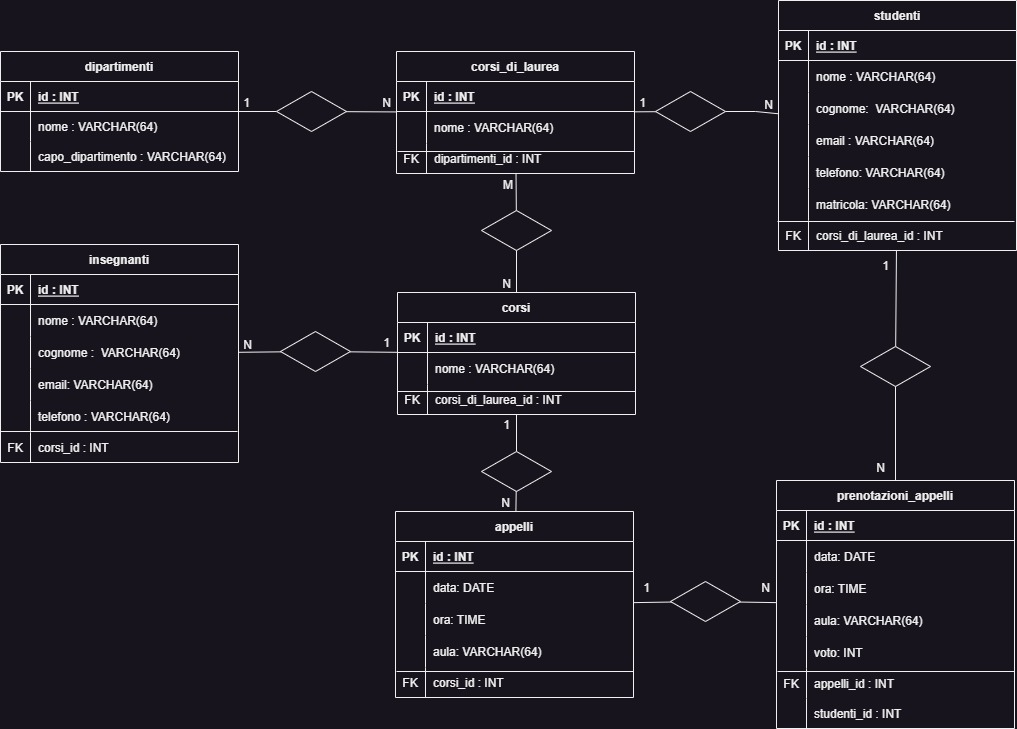 dipartimenti
PK id : INT
nome : VARCHAR(64)
capo_dipartimento : VARCHAR(64)
1
N
corsi_di_laurea
PK id : INT
nome : VARCHAR(64)
FK dipartimenti_id : INT
1
N
studenti
PK id : INT
nome : VARCHAR(64)
cognome: VARCHAR(64)
email : VARCHAR(64)
telefono: VARCHAR(64)
matricola: VARCHAR(64)
FK corsi_di_laurea_id : INT
M
N
insegnanti
PK id : INT
nome : VARCHAR(64)
cognome : VARCHAR(64)
email: VARCHAR(64)
telefono : VARCHAR(64)
FK corsi_id : INT
N
1
corsi
PK id : INT
nome : VARCHAR(64)
FK corsi_di_laurea_id : INT
1
N
1
N
appelli
PK id : INT
data: DATE
ora: TIME
aula: VARCHAR(64)
FK corsi_id : INT
1
N
prenotazioni_appelli
PK id : INT
data: DATE
ora: TIME
aula: VARCHAR(64)
voto: INT
FK appelli_id : INT
studenti_id : INT